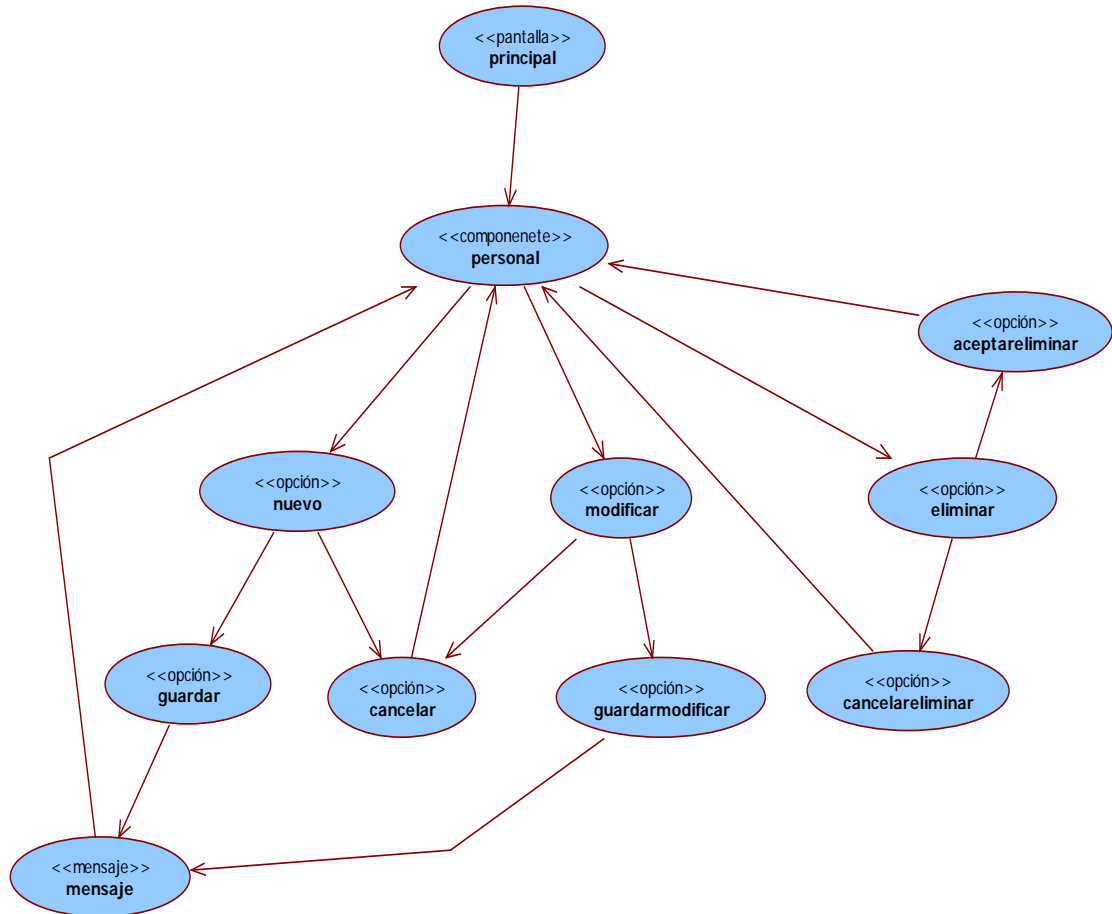 <<pantalla>>
principal
<<componenete>>
personal
<<opción>>
aceptareliminar
<<opción>>
nuevo
<<opción>>
modificar
<<opción>>
eliminar
<<opción>>
guardar
<<opción>>
cancelar
<<opción>>
guardarmodificar
<<opción>>
cancelareliminar
<<mensaje>>
mensaje